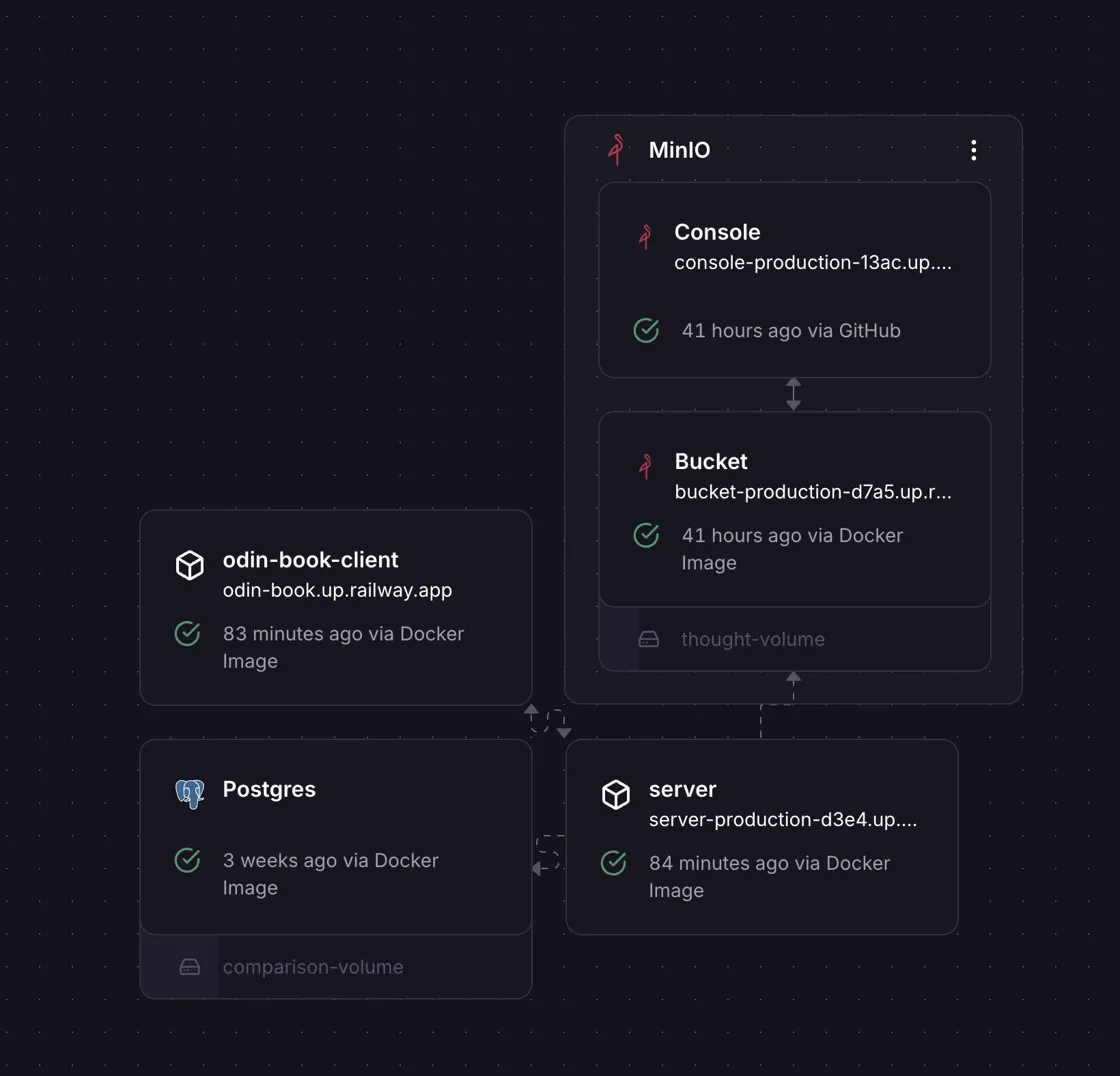 MinIO
Console
console-production-13ac.up....
41 hours ago via GitHub
Bucket
bucket-production-d7a5.up.r...
41 hours ago via Docker
Image
thought-volume
odin-book-client
odin-book.up.railway.app
83 minutes ago via Docker
Image
Postgres
3 weeks ago via Docker
Image
comparison-volume
server
server-production-d3e4.up....
84 minutes ago via Docker
Image